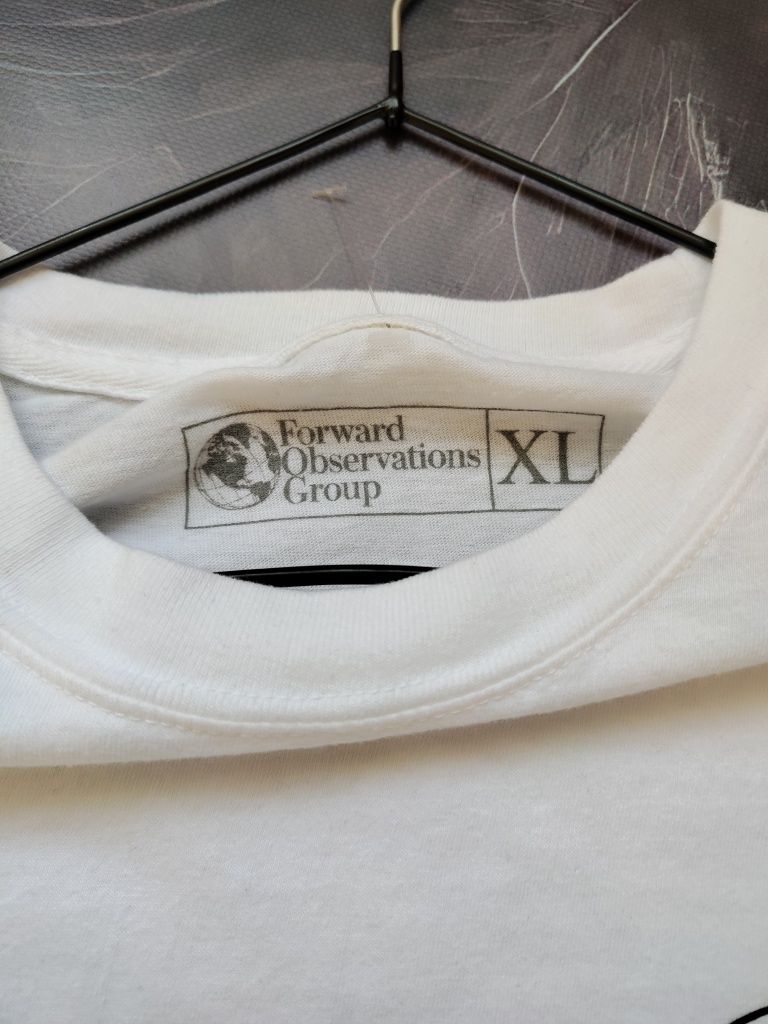 Forward
Observations
Group
XL